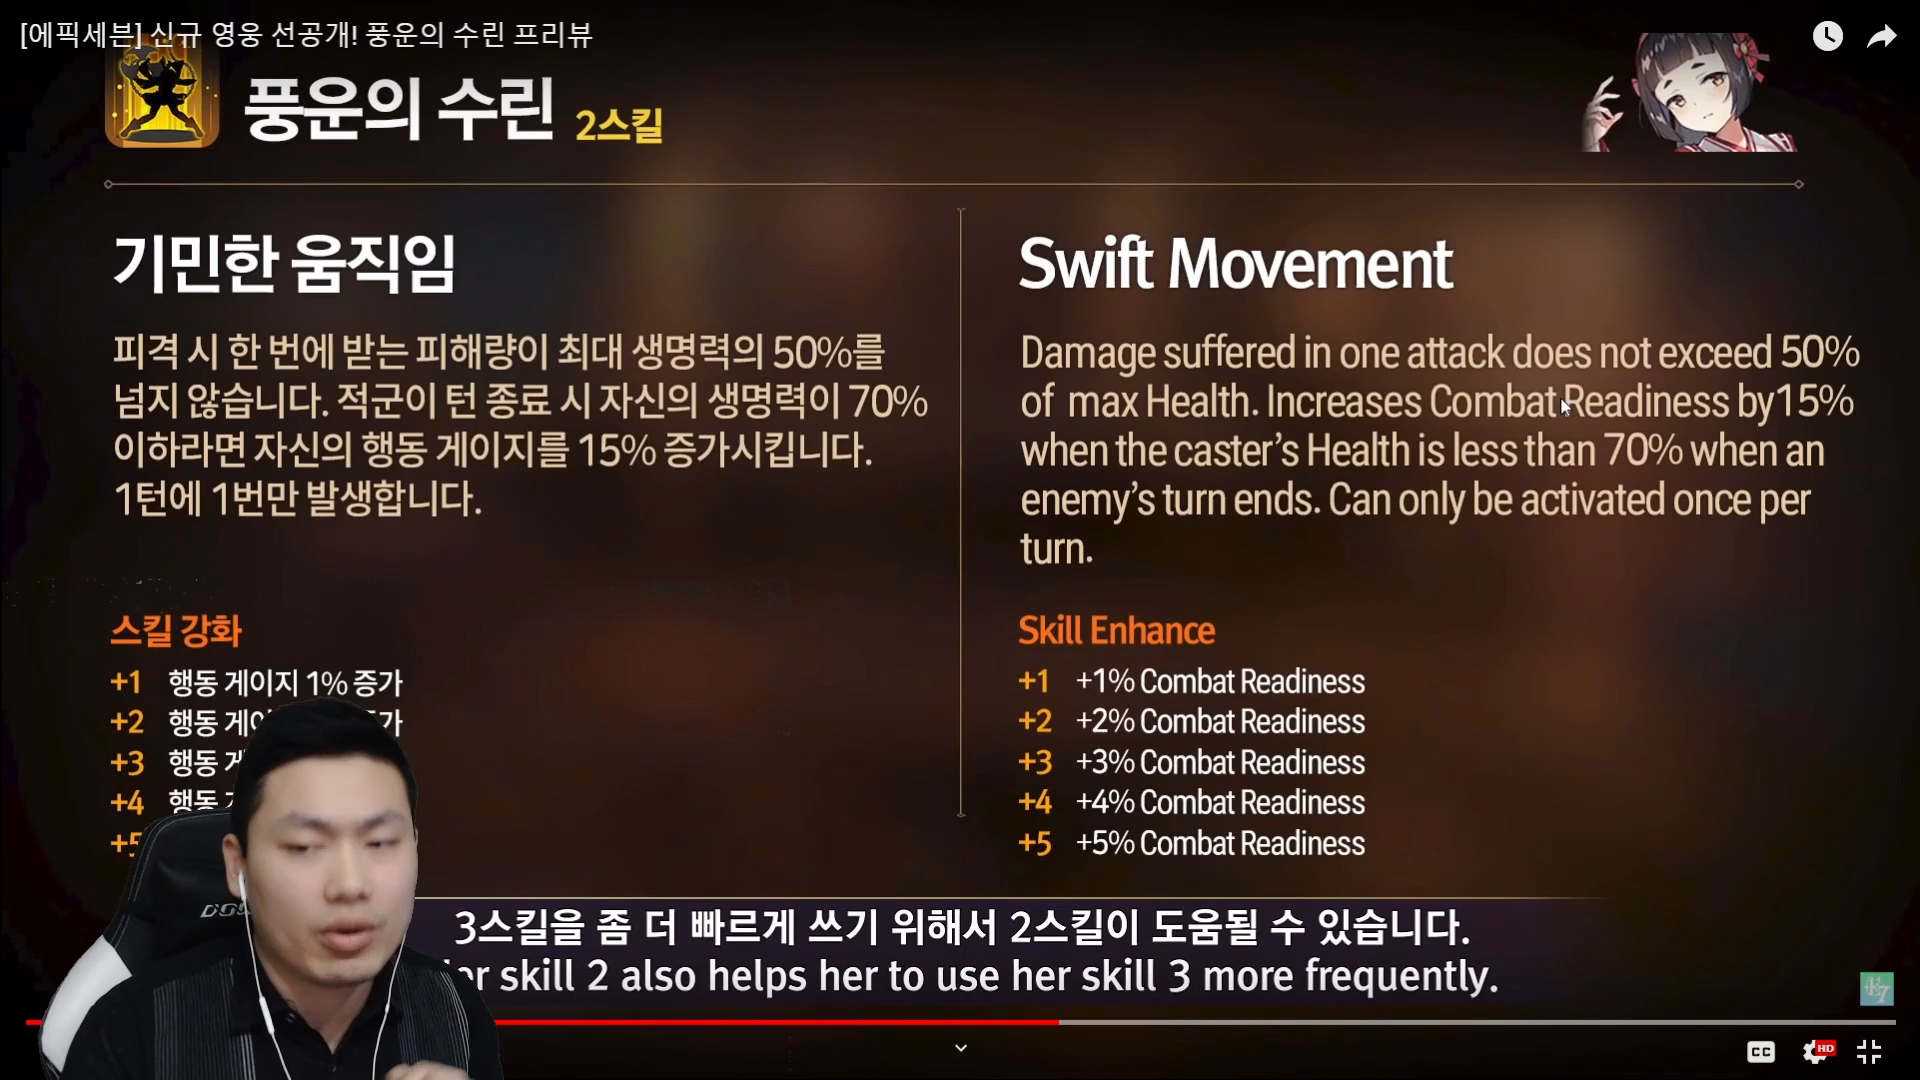 [에픽세븐] 신규 영웅 선공개! 풍운의 수린 프리뷰
풍운의 수린 2스킬
기민한 움직임
피격 시 한 번에 받는 피해량이 최대 생명력의 50%를
넘지 않습니다. 적군이 턴 종료 시 자신의 생명력이 70%
이하라면 자신의 행동 게이지를 15% 증가시킵니다.
1턴에 1번만 발생합니다.
스킬 강화
+1 행동 게이지 1% 증가
+2 행동
+3 행동
+4 행동
Swift Movement
Damage suffered in one attack does not exceed 50%
of max Health. Increases Combat Readiness by15%
when the caster's Health is less than 70% when an
enemy's turn ends. Can only be activated once per
turn.
Skill Enhance
+1 +1% Combat Readiness
+2 +2% Combat Readiness
+3 +3% Combat Readiness
+4 +4% Combat Readiness
+5 +5% Combat Readiness
3스킬을 좀 더 빠르게 쓰기 위해서 2스킬이 도움될 수 있습니다.
skill 2 also helps her to use her skill 3 more frequently.
E7
CC
HD